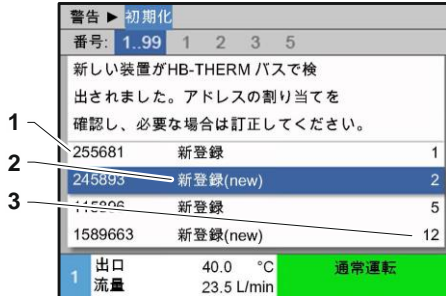 警告 ▶ 初期化
番号: 1..99 1 2 3 5
新しい装置がHB-THERM バスで検
出されました。アドレスの割り当てを
確認し、必要な場合は訂正してください。
1
255681 新登録 1
2
245893 新登録(new) 2
3
新登録 5
1589663 新登録(new) 12
1 出口 40.0 °C 通常運転
流量 23.5 L/min